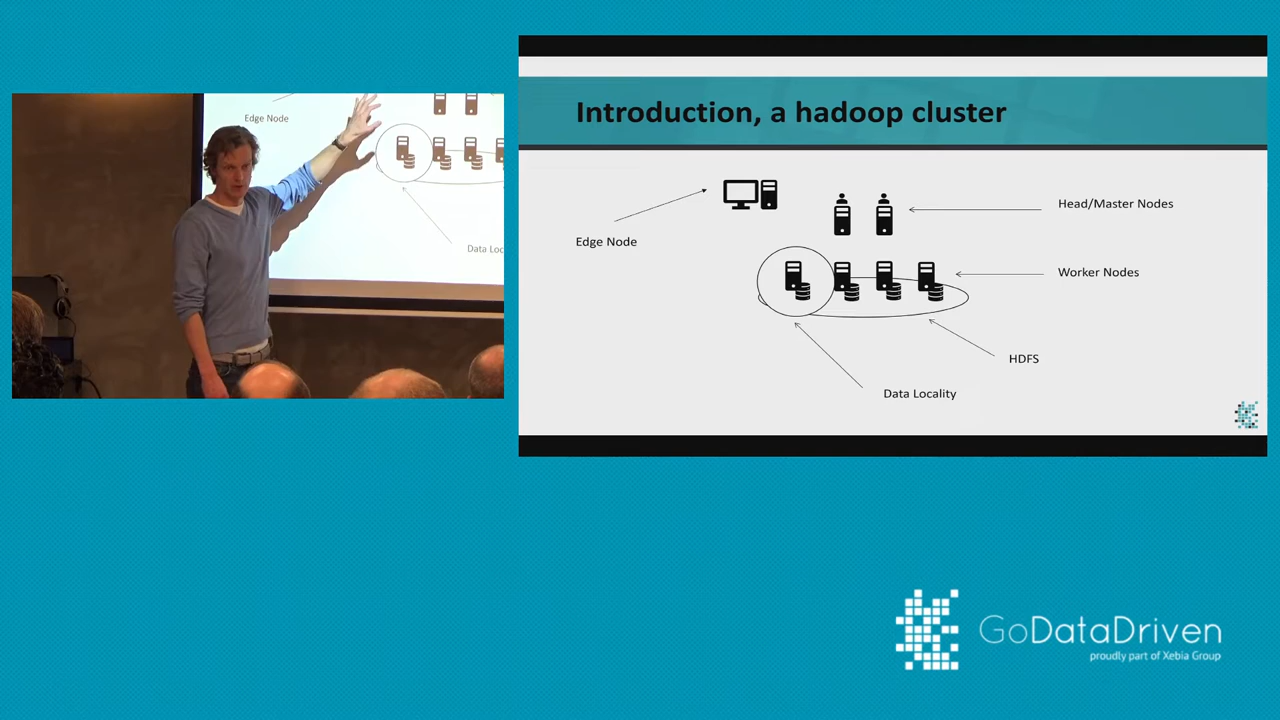 Edge Node
Data Loc
Introduction, a hadoop cluster
Head/Master Nodes
Edge Node
Worker Nodes
HDFS
Data Locality
GoDataDriven
proudly part of Xebia Group